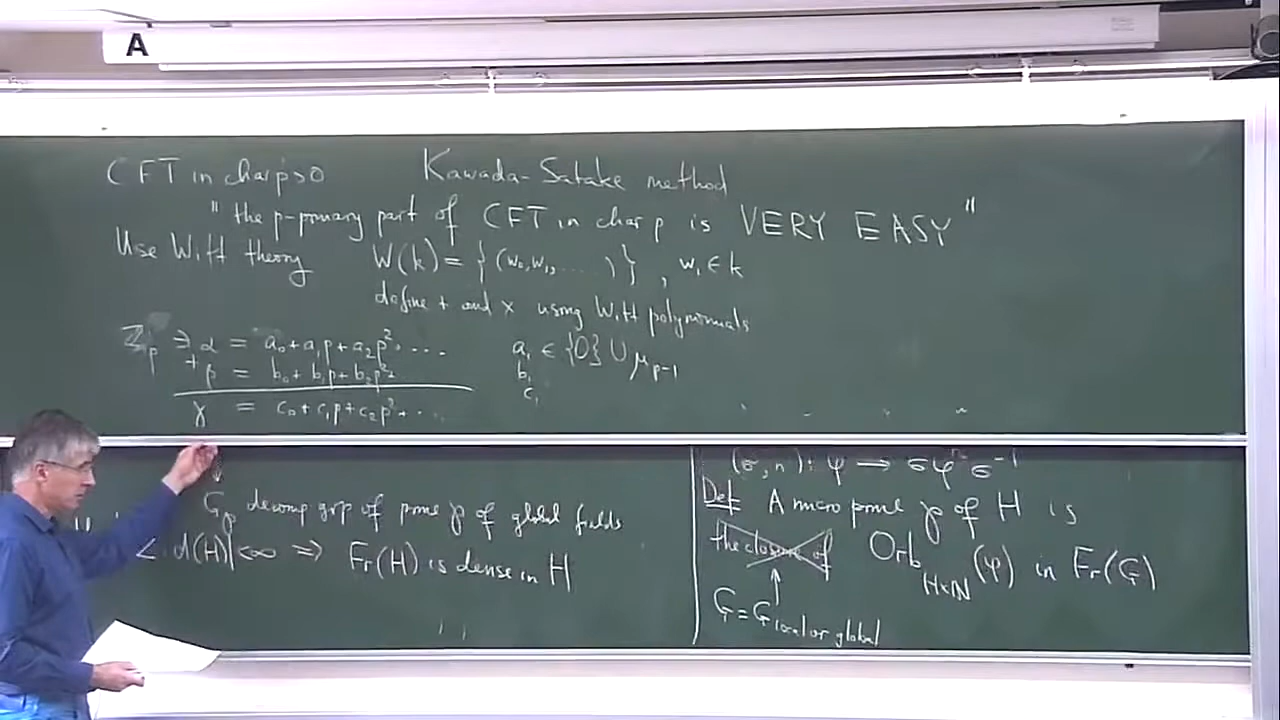 A
CFT in char p>0 Kawada-Satake method
"the p-primary part of CFT in char p is VERY EASY"
Use Witt theory W(k) = {(w₀, w₁, .....)}, wᵢ ∈ k
define + and x using Witt polynomials
ℤp ∋ α = a₀+a₁p+a₂p²+.... aᵢ ∈ {0} ∪ μp-1
+ β = b₀+b₁p+b₂p²+ bᵢ
γ = c₀+c₁p+c₂p²+... cᵢ
Gp decomp grp of prime p of global fields
d(H)|<∞ ⇒ Fr(H) is dense in H
(σ,n): φ → σφⁿσ⁻¹
Def A micro prime p of H is
the closure of Orb H×ℕ (φ) in Fr(G)
G = G local or global